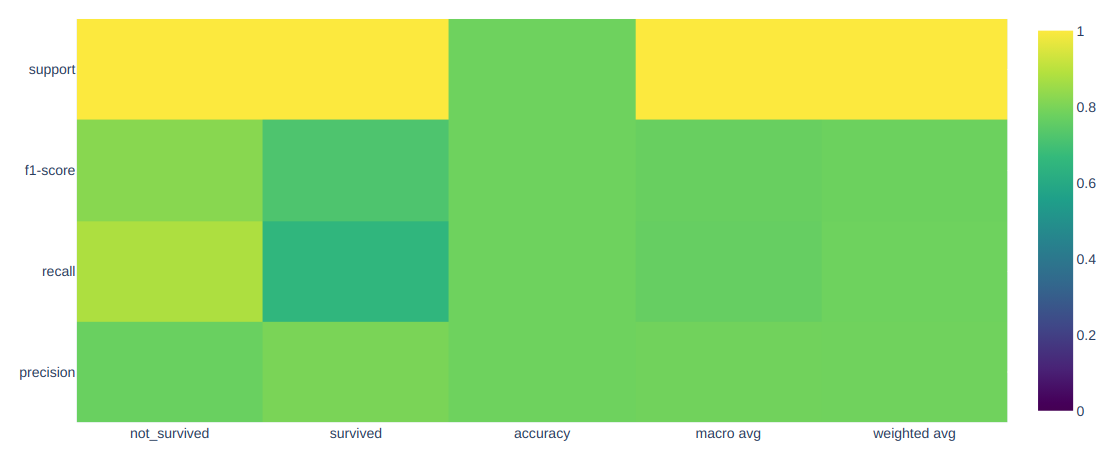 support
f1-score
recall
precision
not_survived
survived
accuracy
macro avg
weighted avg
1
0.8
0.6
0.4
0.2
0